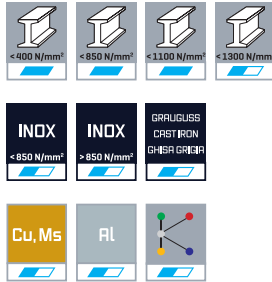 <400 N/mm² <850 N/mm² <1100 N/mm² <1300 N/mm²
INOX INOX GRAUGUSS
CAST IRON
GHISA GRIGIA
<850 N/mm² >850 N/mm²
Cu, Ms Al